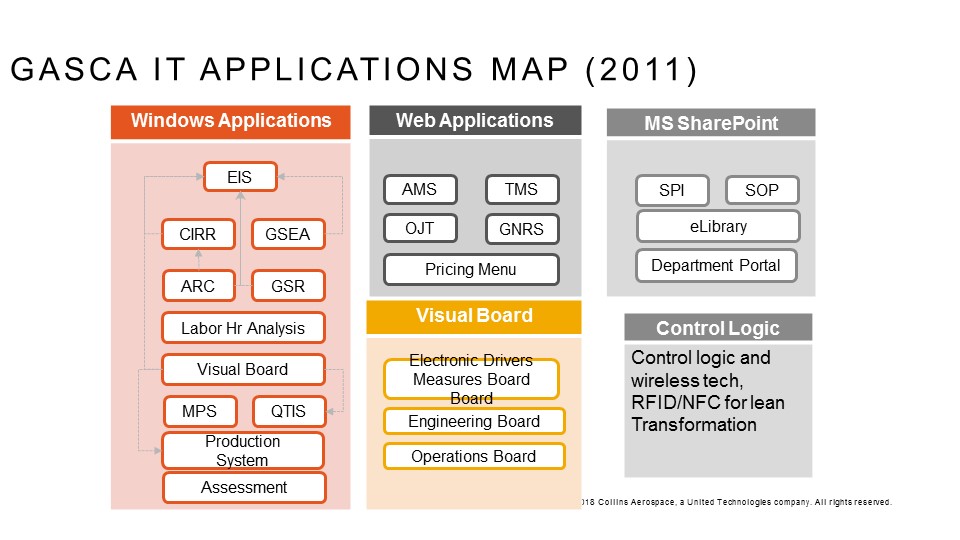 GASCA IT APPLICATIONS MAP (2011)
Windows Applications
EIS
CIRR
GSEA
ARC
GSR
Labor Hr Analysis
Visual Board
MPS
QTIS
Production
System
Assessment
Web Applications
AMS
TMS
OJT
GNRS
Pricing Menu
Visual Board
Electronic Drivers
Measures Board
Board
Engineering Board
Operations Board
MS SharePoint
SPI
SOP
eLibrary
Department Portal
Control Logic
Control logic and
wireless tech,
RFID/NFC for lean
Transformation
Collins Aerospace, a United Technologies company. All rights reserved.